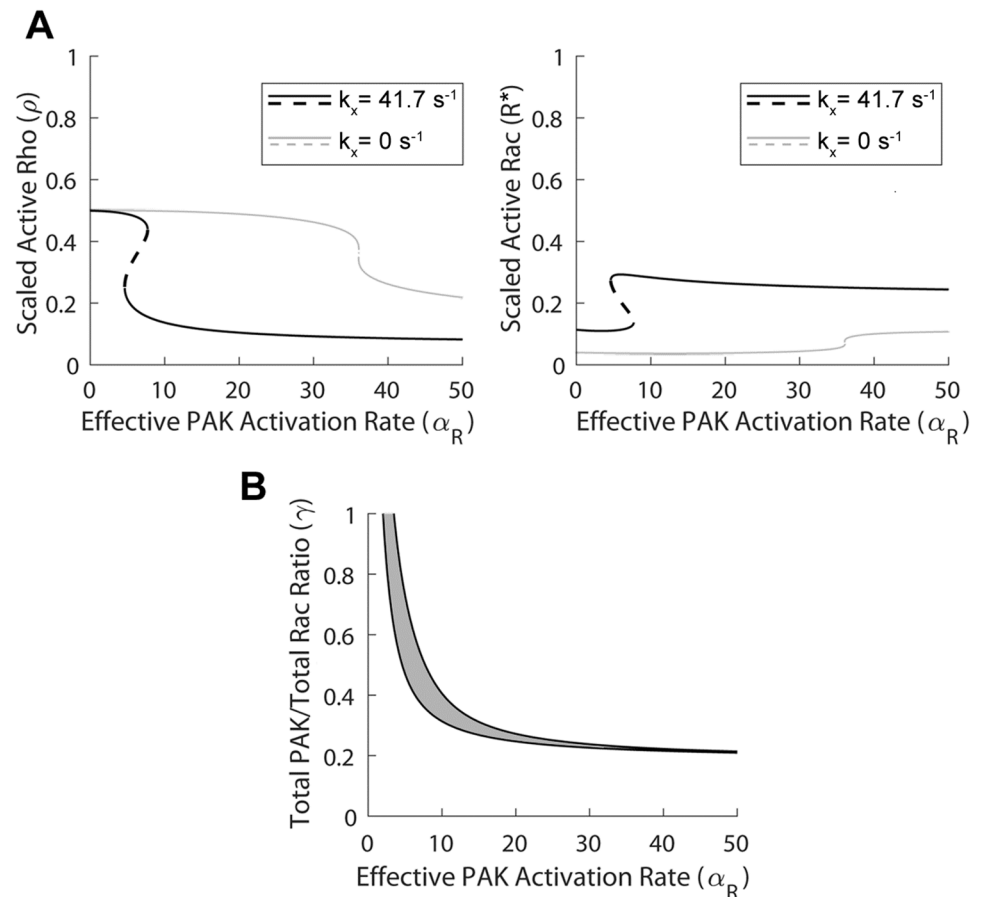 A
Scaled Active Rho (ρ)
1
0.8
0.6
0.4
0.2
0
kx= 41.7 s-1
kx= 0 s-1
0 10 20 30 40 50
Effective PAK Activation Rate (αR)
Scaled Active Rac (R*)
1
0.8
0.6
0.4
0.2
0
kx= 41.7 s-1
kx= 0 s-1
0 10 20 30 40 50
Effective PAK Activation Rate (αR)
B
Total PAK/Total Rac Ratio (γ)
1
0.8
0.6
0.4
0.2
0
0 10 20 30 40 50
Effective PAK Activation Rate (αR)